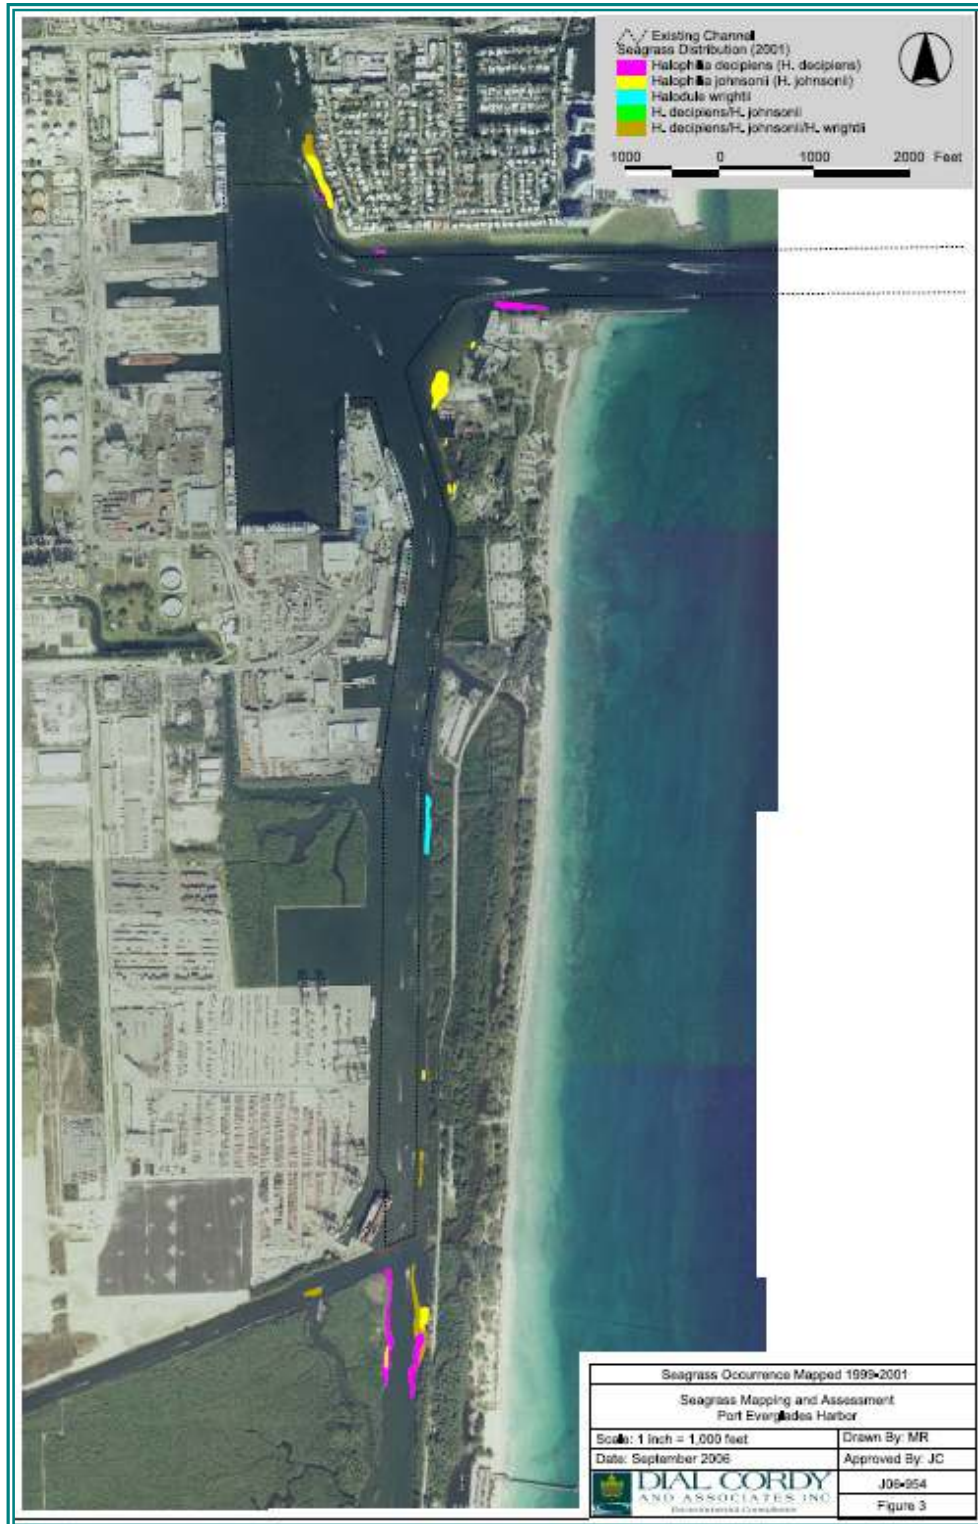 Existing Channel
Seagrass Distribution (2001)
Halophila decipiens (H. decipiens)
Halophila johnsonii (H. johnsonii)
Halodule wrightii
H. decipiens/H. johnsonii
H. decipiens/H. johnsonii/H. wrightii
1000 0 1000 2000 Feet
Seagrass Occurrence Mapped 1999-2001
Seagrass Mapping and Assessment
Port Everglades Harbor
Scale: 1 inch = 1,000 feet
Drawn By: MR
Date: September 2006
Approved By: JC
DIAL CORDY
AND ASSOCIATES INC
Environmental Consultants
J06-954
Figure 3